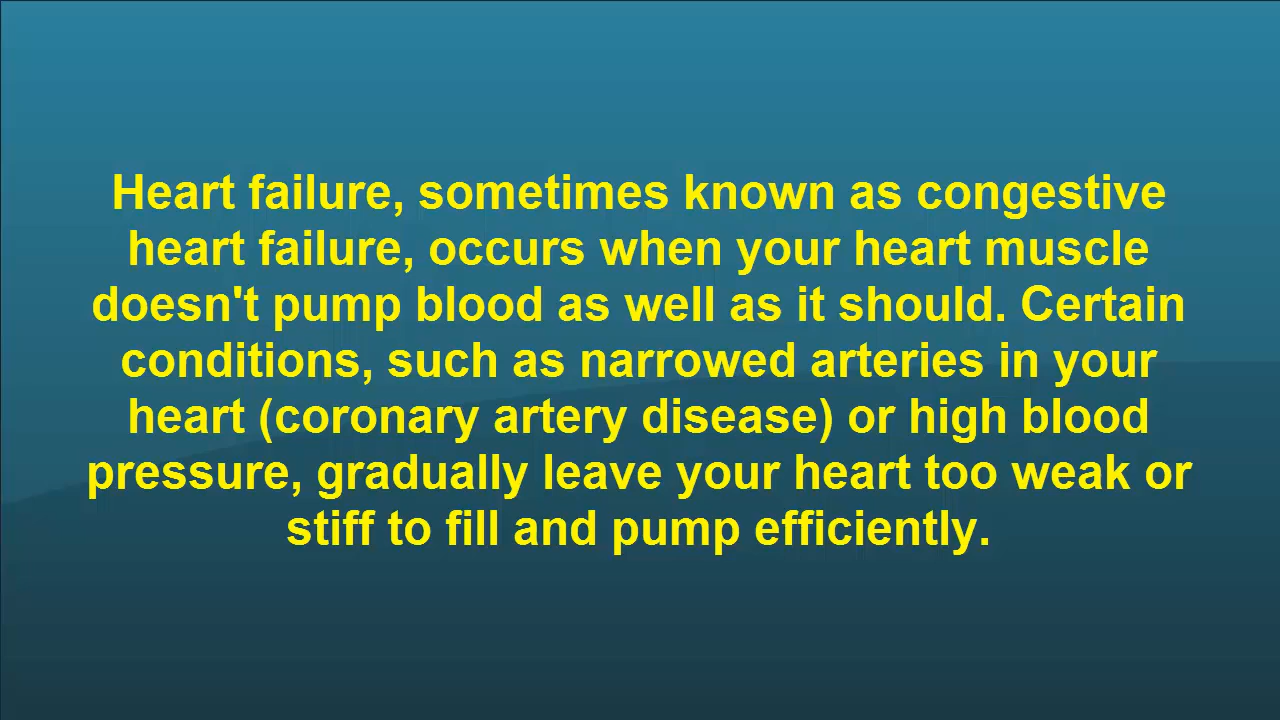 Heart failure, sometimes known as congestive
heart failure, occurs when your heart muscle
doesn't pump blood as well as it should. Certain
conditions, such as narrowed arteries in your
heart (coronary artery disease) or high blood
pressure, gradually leave your heart too weak or
stiff to fill and pump efficiently.